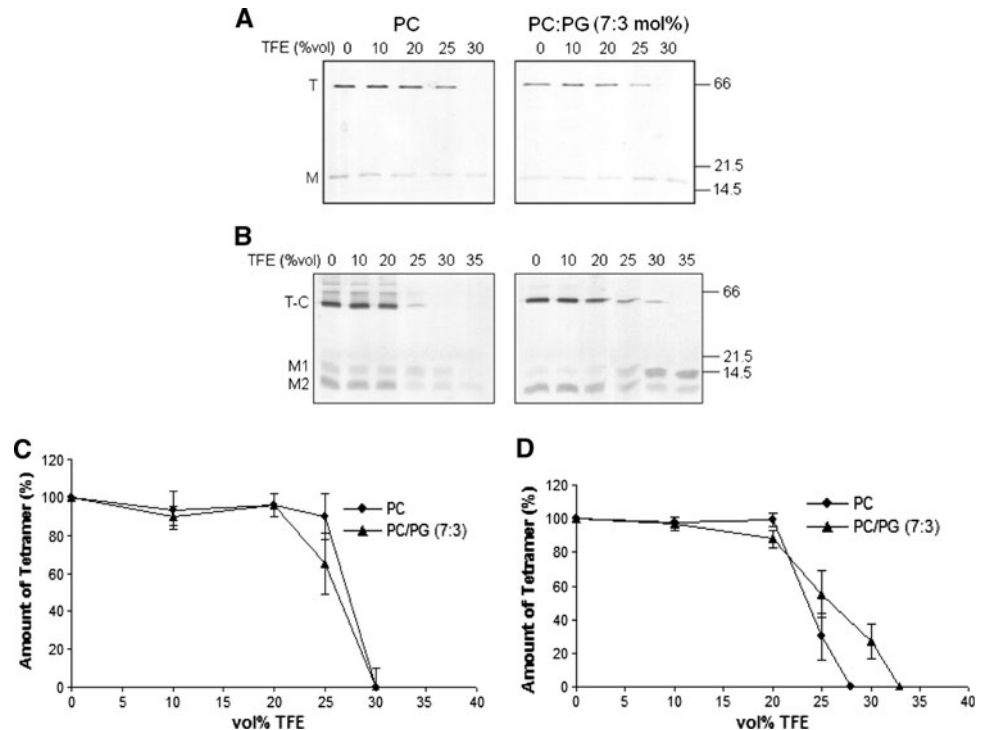 A
PC
PC:PG (7:3 mol%)
TFE (%vol) 0 10 20 25 30
0 10 20 25 30
T
66
M
21.5
14.5
B
TFE (%vol) 0 10 20 25 30 35
0 10 20 25 30 35
T-C
66
M1
M2
21.5
14.5
C
Amount of Tetramer (%)
120
100
80
60
40
20
0
0 5 10 15 20 25 30 35 40
vol% TFE
PC
PC/PG (7:3)
D
Amount of Tetramer (%)
120
100
80
60
40
20
0
0 10 20 25 30 35 40
vol% TFE
PC
PC/PG (7:3)